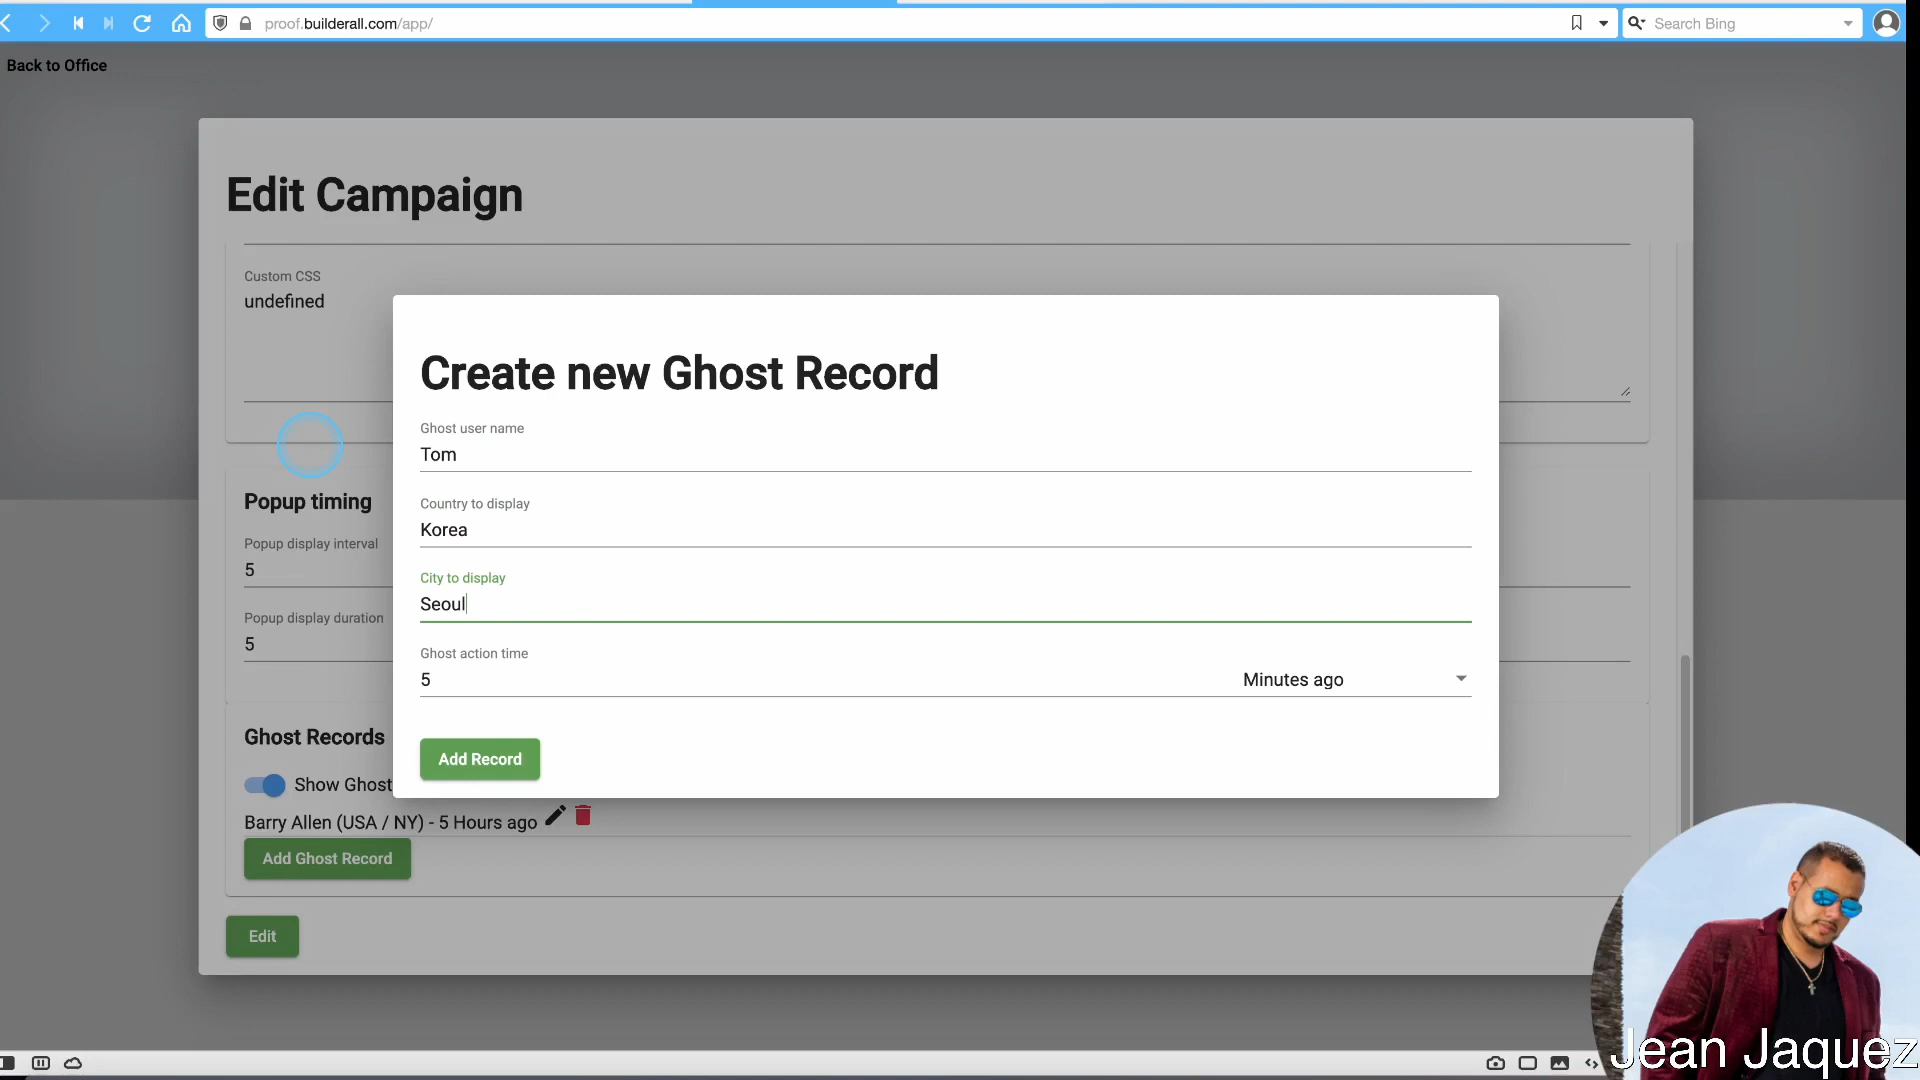 proof.builderall.com/app/
Search Bing
Back to Office
Edit Campaign
Custom CSS
undefined
Create new Ghost Record
Ghost user name
Tom
Country to display
Korea
City to display
Seoul
Ghost action time
5 Minutes ago
Add Record
Popup timing
Popup display interval
5
Popup display duration
5
Ghost Records
Show Ghost
Barry Allen (USA / NY) - 5 Hours ago
Add Ghost Record
Edit
Jean Jaquez